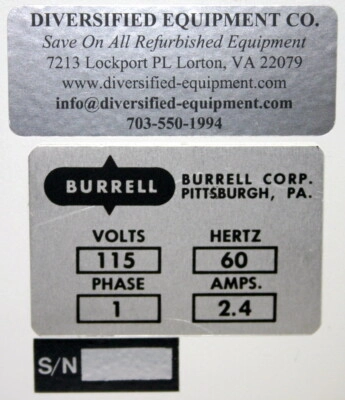 DIVERSIFIED EQUIPMENT CO.
Save On All Refurbished Equipment
7213 Lockport PL Lorton, VA 22079
www.diversified-equipment.com
info@diversified-equipment.com
703-550-1994
BURRELL
BURRELL CORP.
PITTSBURGH, PA.
VOLTS HERTZ
115 60
PHASE AMPS.
1 2.4
S/N